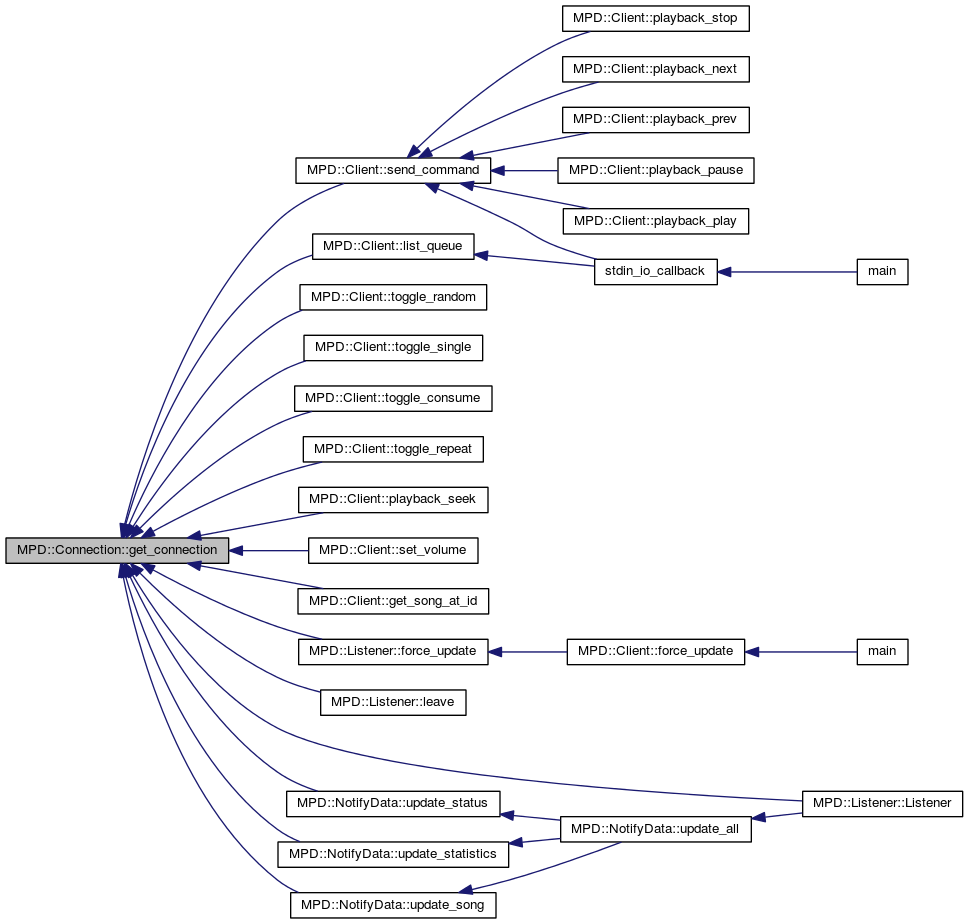 MPD::Client::playback_stop
MPD::Client::playback_next
MPD::Client::playback_prev
MPD::Client::send_command
MPD::Client::playback_pause
MPD::Client::playback_play
MPD::Client::list_queue
stdin_io_callback
main
MPD::Client::toggle_random
MPD::Client::toggle_single
MPD::Client::toggle_consume
MPD::Client::toggle_repeat
MPD::Client::playback_seek
MPD::Connection::get_connection
MPD::Client::set_volume
MPD::Client::get_song_at_id
MPD::Listener::force_update
MPD::Client::force_update
main
MPD::Listener::leave
MPD::NotifyData::update_status
MPD::Listener::Listener
MPD::NotifyData::update_all
MPD::NotifyData::update_statistics
MPD::NotifyData::update_song